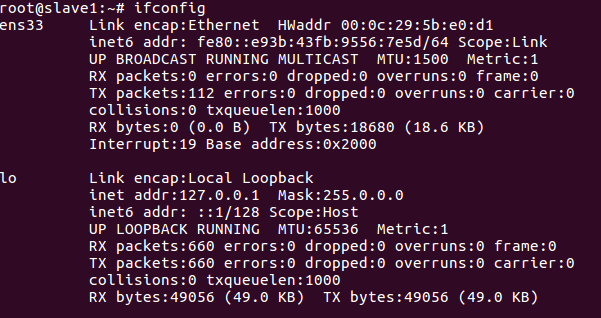 root@slave1:~# ifconfig
ens33     Link encap:Ethernet  HWaddr 00:0c:29:5b:e0:d1
          inet6 addr: fe80::e93b:43fb:9556:7e5d/64 Scope:Link
          UP BROADCAST RUNNING MULTICAST  MTU:1500  Metric:1
          RX packets:0 errors:0 dropped:0 overruns:0 frame:0
          TX packets:112 errors:0 dropped:0 overruns:0 carrier:0
          collisions:0 txqueuelen:1000
          RX bytes:0 (0.0 B)  TX bytes:18680 (18.6 KB)
          Interrupt:19 Base address:0x2000

lo        Link encap:Local Loopback
          inet addr:127.0.0.1  Mask:255.0.0.0
          inet6 addr: ::1/128 Scope:Host
          UP LOOPBACK RUNNING  MTU:65536  Metric:1
          RX packets:660 errors:0 dropped:0 overruns:0 frame:0
          TX packets:660 errors:0 dropped:0 overruns:0 carrier:0
          collisions:0 txqueuelen:1000
          RX bytes:49056 (49.0 KB)  TX bytes:49056 (49.0 KB)